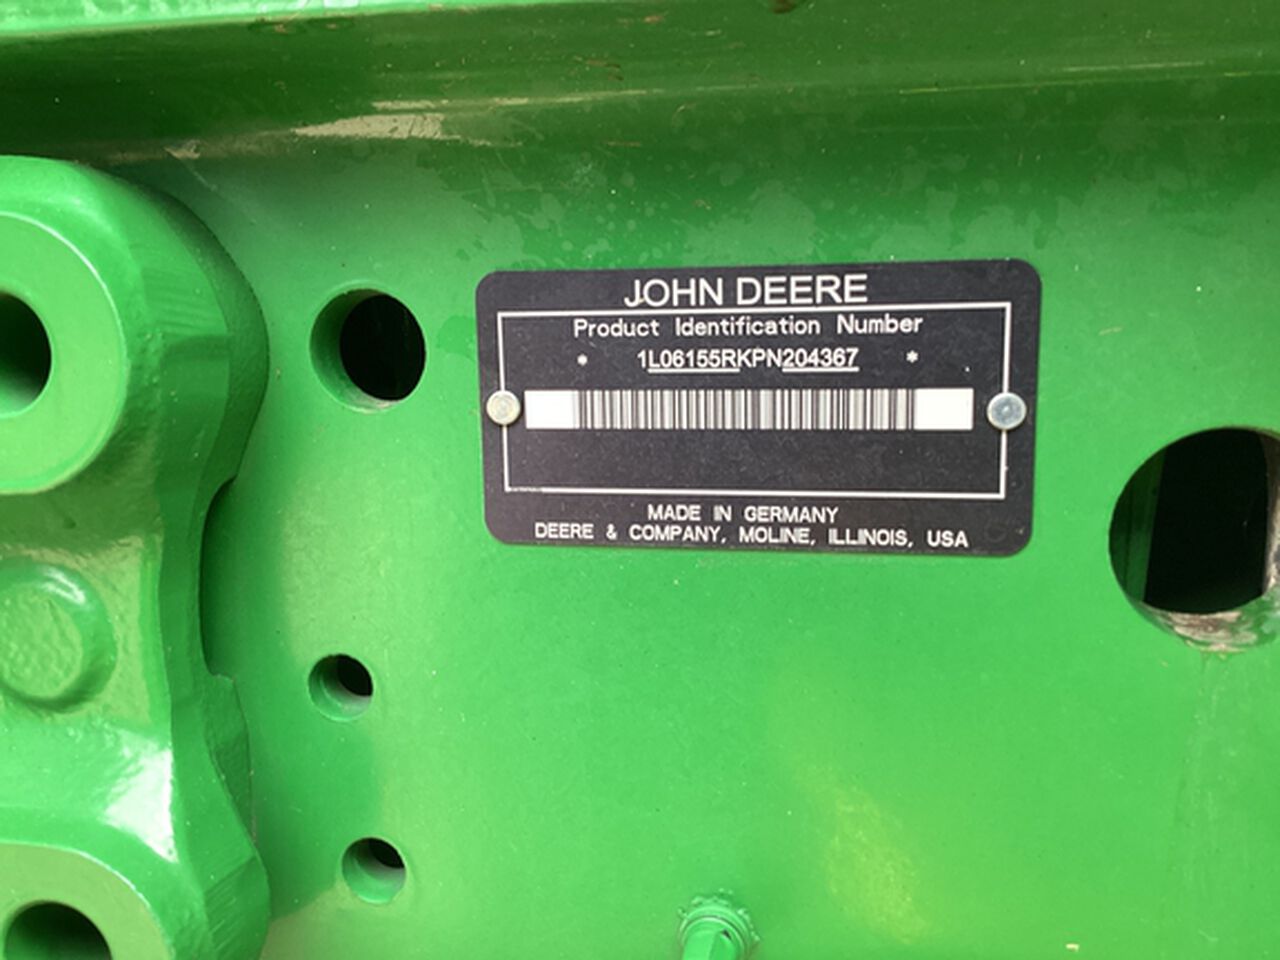 JOHN DEERE
Product Identification Number
* 1L06155RKPN204367 *
MADE IN GERMANY
DEERE & COMPANY, MOLINE, ILLINOIS, USA